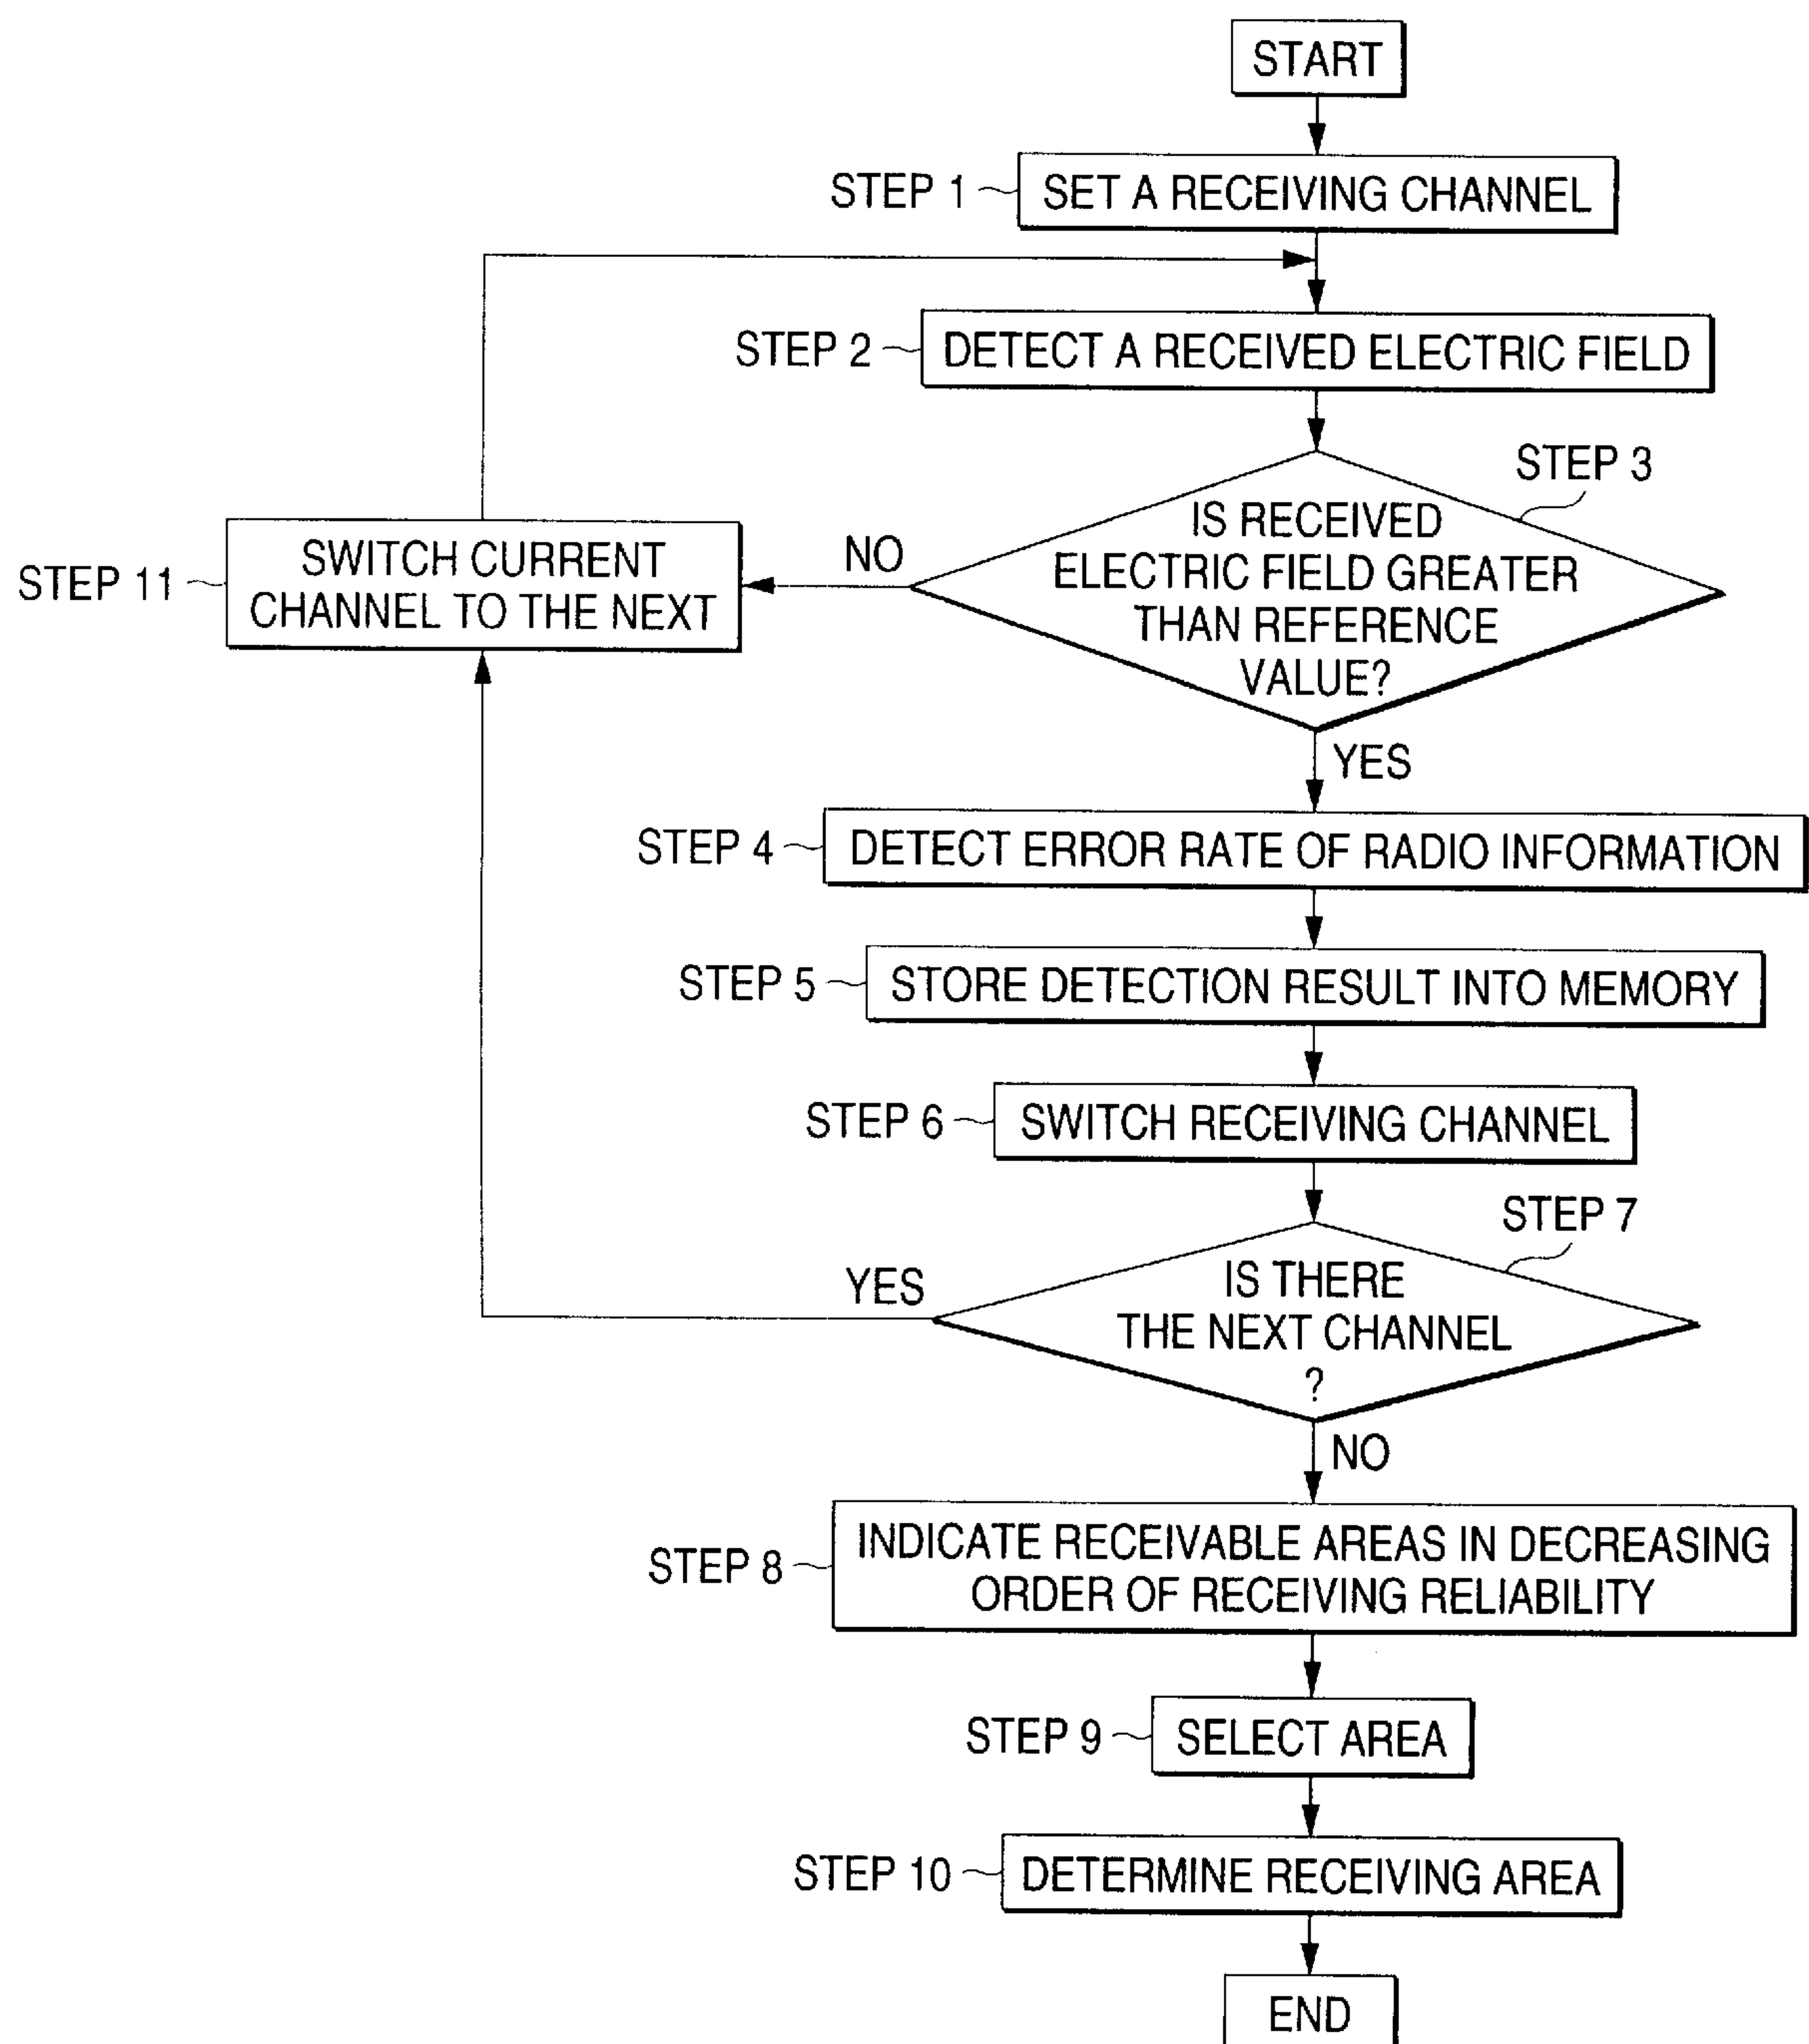 START
STEP 1
SET A RECEIVING CHANNEL
STEP 2
DETECT A RECEIVED ELECTRIC FIELD
STEP 3
IS RECEIVED
ELECTRIC FIELD GREATER
THAN REFERENCE
VALUE?
NO
STEP 11
SWITCH CURRENT
CHANNEL TO THE NEXT
YES
STEP 4
DETECT ERROR RATE OF RADIO INFORMATION
STEP 5
STORE DETECTION RESULT INTO MEMORY
STEP 6
SWITCH RECEIVING CHANNEL
STEP 7
IS THERE
THE NEXT CHANNEL
?
YES
NO
STEP 8
INDICATE RECEIVABLE AREAS IN DECREASING
ORDER OF RECEIVING RELIABILITY
STEP 9
SELECT AREA
STEP 10
DETERMINE RECEIVING AREA
END